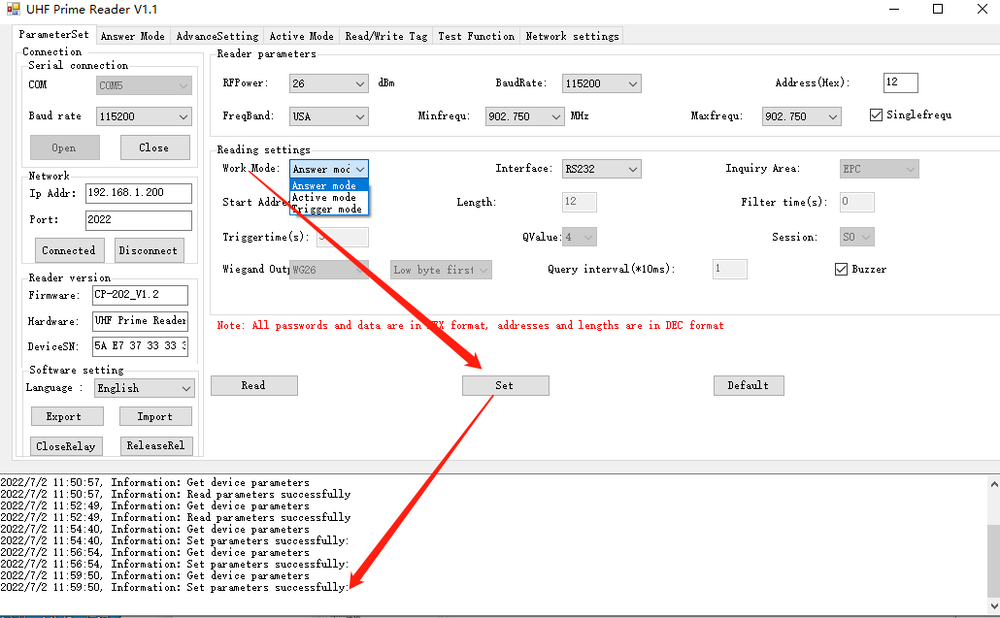 UHF Prime Reader V1.1
ParameterSet Answer Mode AdvanceSetting Active Mode Read/Write Tag Test Function Network settings
Connection
Serial connection
COM COM5
Baud rate 115200
Open Close
Network
Ip Addr: 192.168.1.200
Port: 2022
Connected Disconnect
Reader version
Firmware: CP-202_V1.2
Hardware: UHF Prime Reader
DeviceSN: 5A E7 37 33 33
Software setting
Language : English
Export Import
CloseRelay ReleaseRel
Reader parameters
RFPower: 26 dBm BaudRate: 115200 Address(Hex): 12
FreqBand: USA Minfrequ: 902.750 MHz Maxfrequ: 902.750 Singlefrequ
Reading settings
Work Mode: Answer mod Interface: RS232 Inquiry Area: EPC
Answer mode
Active mode
Trigger mode
Start Addre Length: 12 Filter time(s): 0
Triggertime(s): QValue: 4 Session: S0
Wiegand Outp WG26 Low byte first Query interval(*10ms): 1 Buzzer
Note: All passwords and data are in HEX format, addresses and lengths are in DEC format
Read Set Default
2022/7/2 11:50:57, Information: Get device parameters
2022/7/2 11:50:57, Information: Read parameters successfully
2022/7/2 11:52:49, Information: Get device parameters
2022/7/2 11:52:49, Information: Read parameters successfully
2022/7/2 11:54:40, Information: Get device parameters
2022/7/2 11:54:40, Information: Set parameters successfully:
2022/7/2 11:56:54, Information: Get device parameters
2022/7/2 11:56:54, Information: Set parameters successfully:
2022/7/2 11:59:50, Information: Get device parameters
2022/7/2 11:59:50, Information: Set parameters successfully: